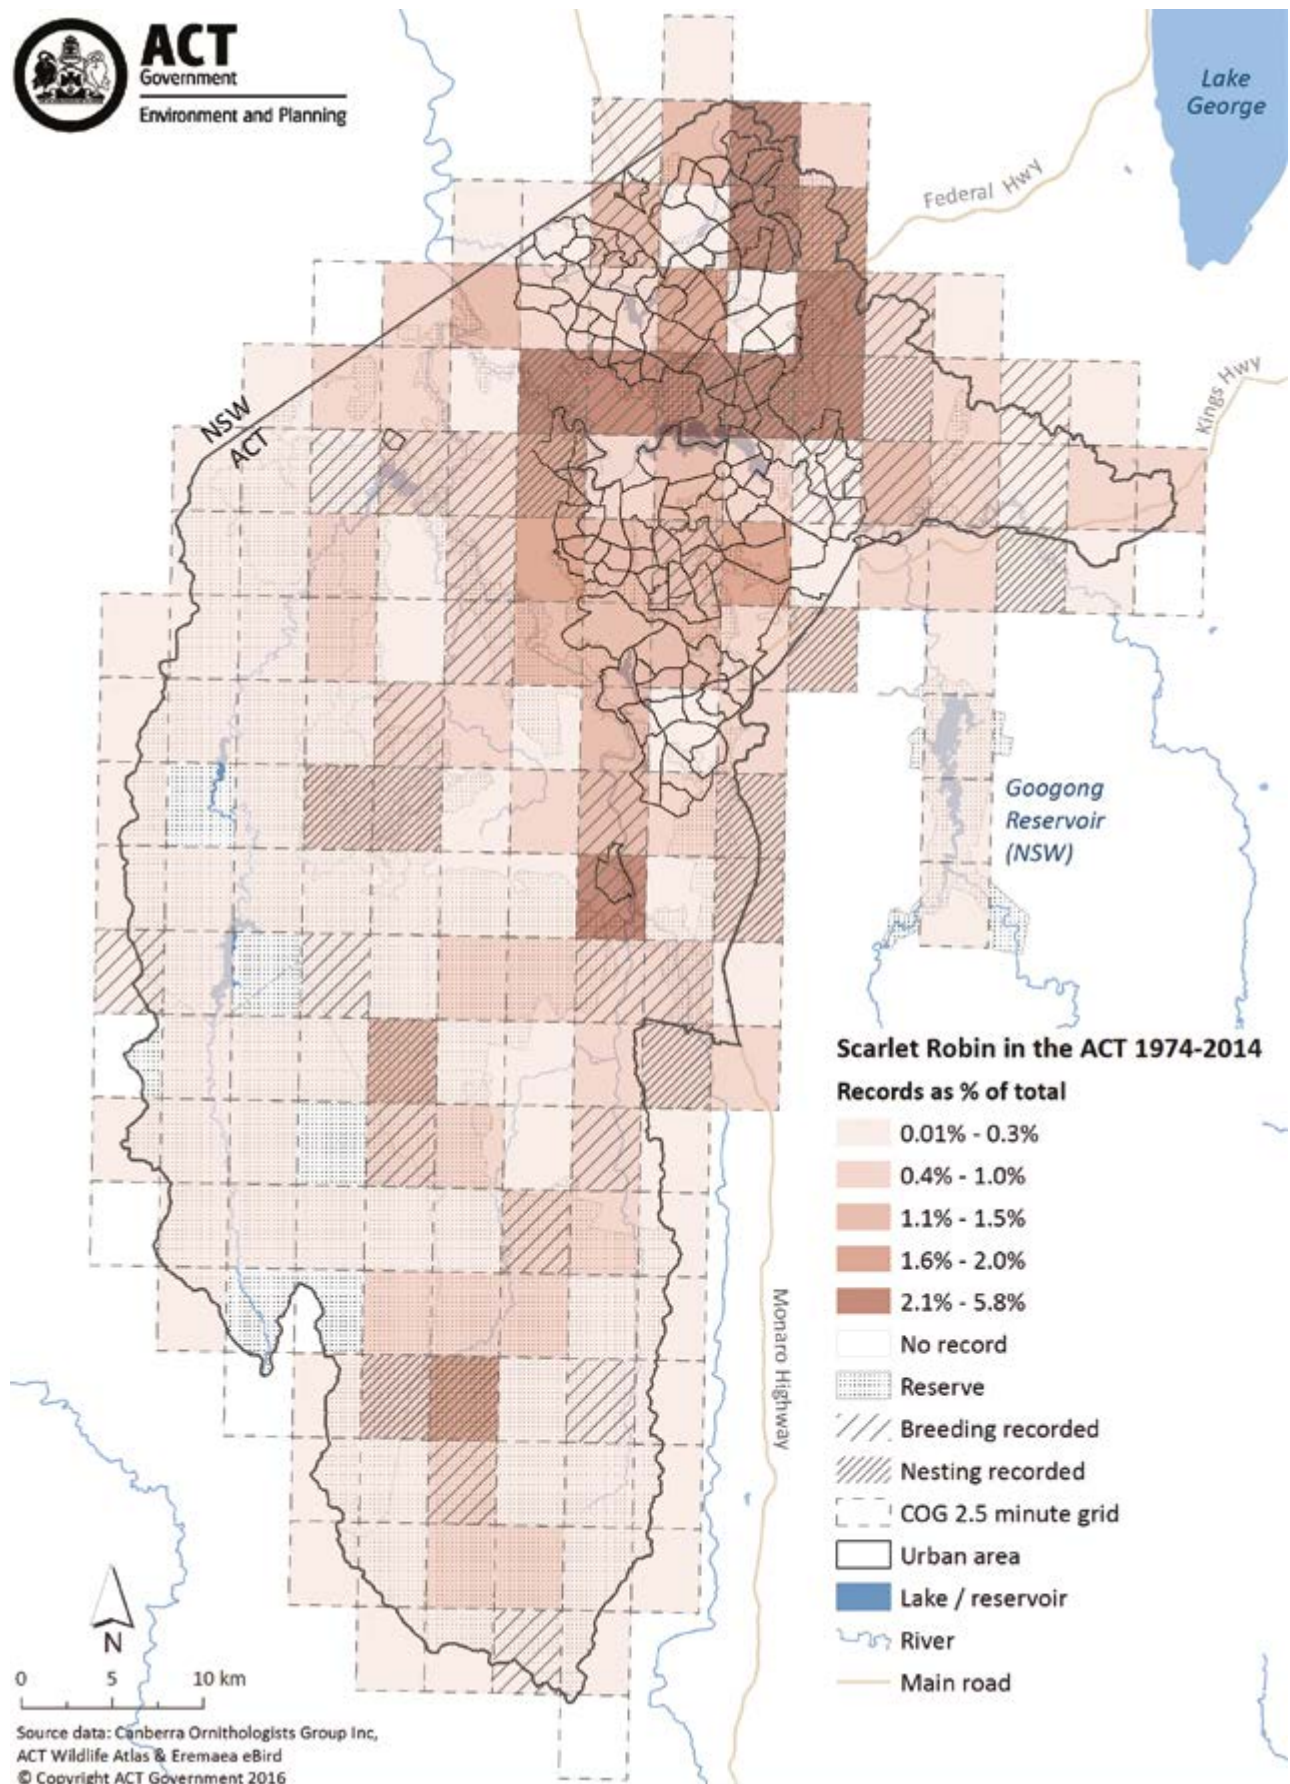 ACT
Government
Environment and Planning
Lake
George
Federal Hwy
Kings Hwy
NSW
ACT
Googong
Reservoir
(NSW)
Monaro Highway
Scarlet Robin in the ACT 1974-2014
Records as % of total
0.01% - 0.3%
0.4% - 1.0%
1.1% - 1.5%
1.6% - 2.0%
2.1% - 5.8%
No record
Reserve
Breeding recorded
Nesting recorded
COG 2.5 minute grid
Urban area
Lake / reservoir
River
Main road
N
0 5 10 km
Source data: Canberra Ornithologists Group Inc,
ACT Wildlife Atlas & Eremaea eBird
© Copyright ACT Government 2016